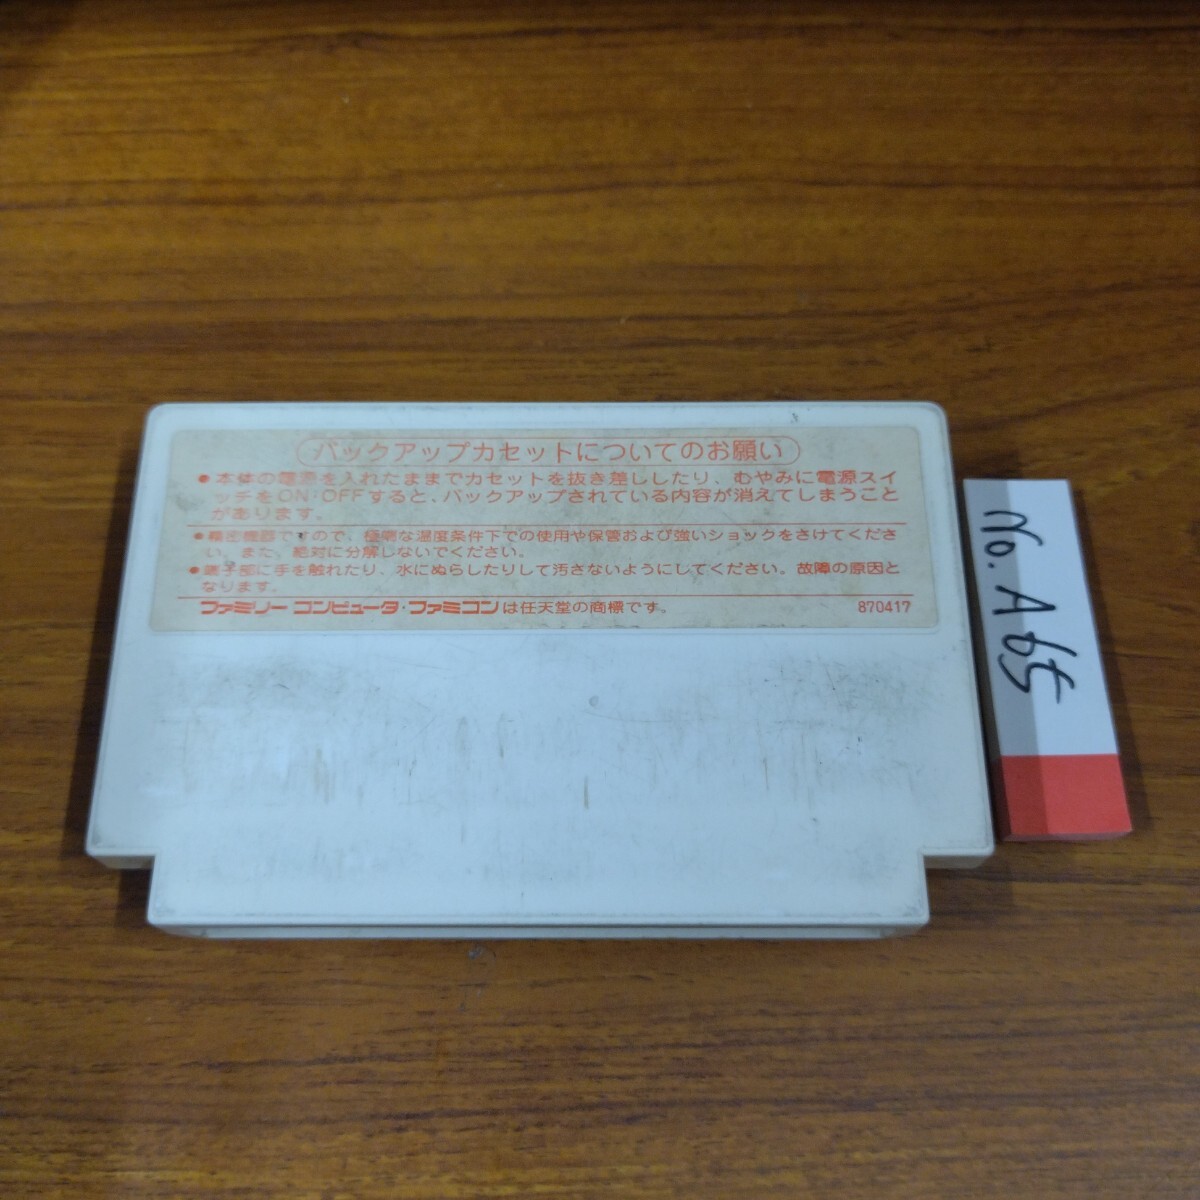 バックアップカセットについてのお願い
●本体の電源を入れたままでカセットを抜き差ししたり、むやみに電源スイ
ッチをON・OFFすると、バックアップされている内容が消えてしまうこと
があります。
●精密機器ですので、極端な温度条件下での使用や保管および強いショックをさけてくださ
い。また、絶対に分解しないでください。
●端子部に手を触れたり、水にぬらしたりして汚さないようにしてください。故障の原因と
なります。
ファミリーコンピュータ・ファミコンは任天堂の商標です。 870417
No. A65